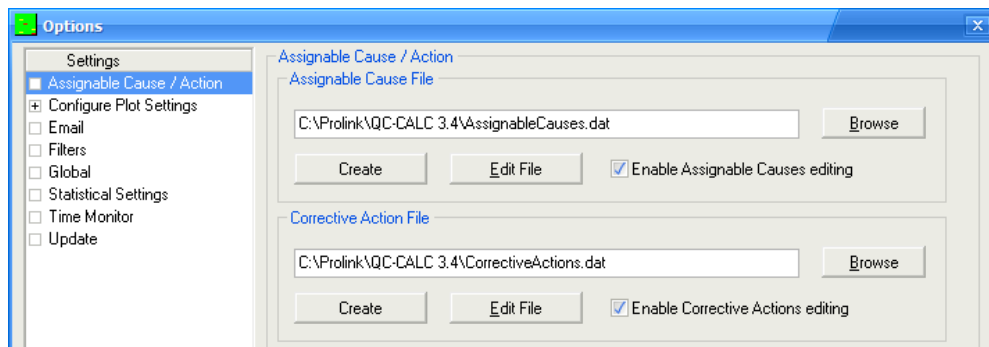 Options
Settings
Assignable Cause / Action
Configure Plot Settings
Email
Filters
Global
Statistical Settings
Time Monitor
Update
Assignable Cause / Action
Assignable Cause File
C:\Prolink\QC-CALC 3.4\AssignableCauses.dat
Browse
Create
Edit File
Enable Assignable Causes editing
Corrective Action File
C:\Prolink\QC-CALC 3.4\CorrectiveActions.dat
Browse
Create
Edit File
Enable Corrective Actions editing